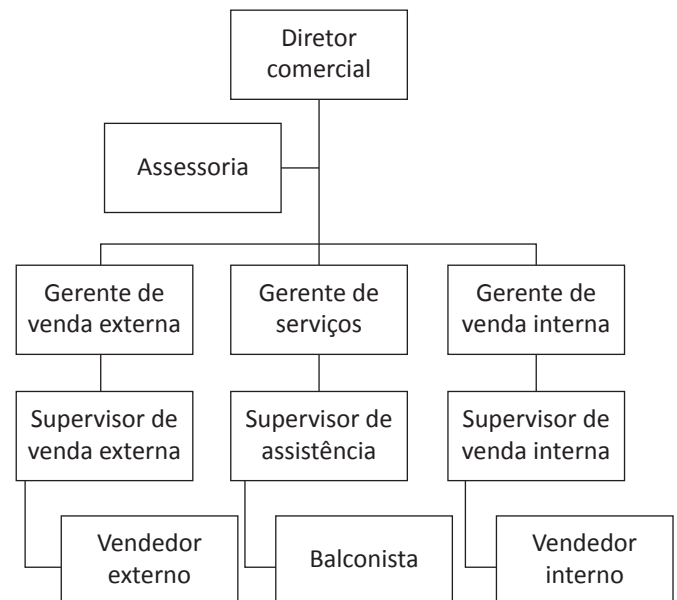 Diretor
comercial
Assessoria
Gerente de
venda externa
Gerente de
serviços
Gerente de
venda interna
Supervisor de
venda externa
Supervisor de
assistência
Supervisor de
venda interna
Vendedor
externo
Balconista
Vendedor
interno